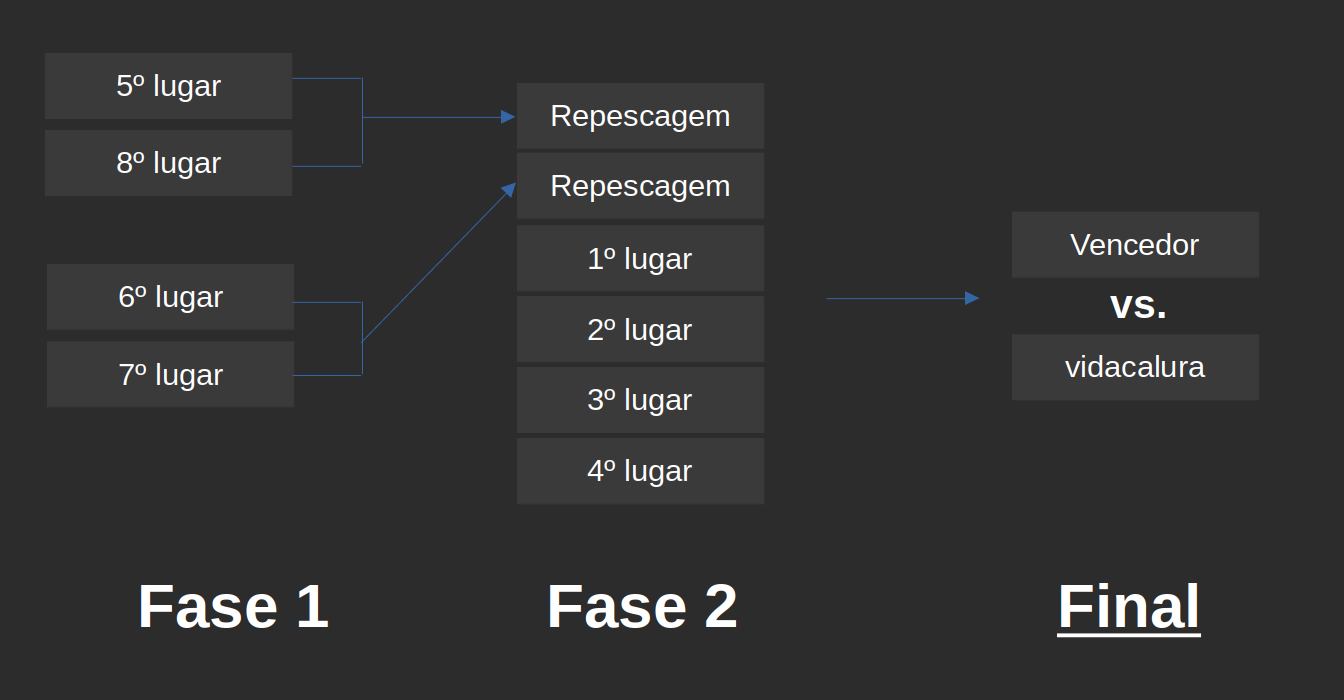 5º lugar
8º lugar
6º lugar
7º lugar
Repescagem
Repescagem
1º lugar
2º lugar
3º lugar
4º lugar
Vencedor
vs.
vidacalura
Fase 1
Fase 2
Final